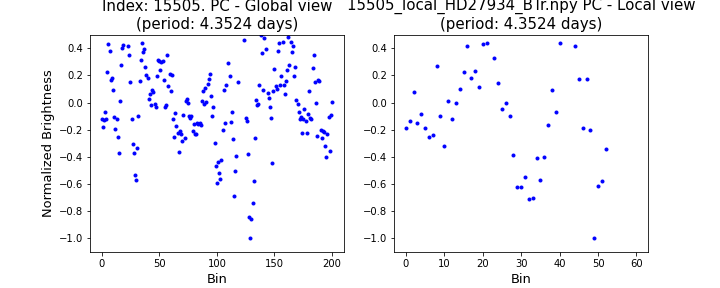 Index: 15505. PC - Global view
(period: 4.3524 days)
15505_local_HD27934_BTr.npy PC - Local view
(period: 4.3524 days)
Normalized Brightness
0.4
0.2
0.0
−0.2
−0.4
−0.6
−0.8
−1.0
0 50 100 150 200
Bin
0.4
0.2
0.0
−0.2
−0.4
−0.6
−0.8
−1.0
0 10 20 30 40 50 60
Bin